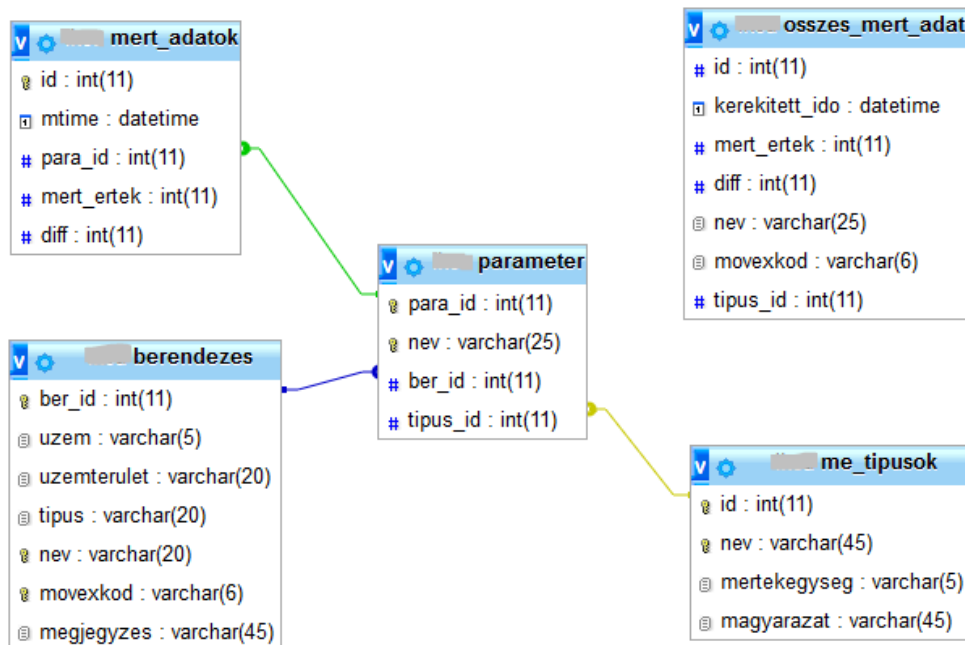 mert_adatok
id : int(11)
mtime : datetime
para_id : int(11)
mert_ertek : int(11)
diff : int(11)
osszes_mert_adat
id : int(11)
kerekitett_ido : datetime
mert_ertek : int(11)
diff : int(11)
nev : varchar(25)
movexkod : varchar(6)
tipus_id : int(11)
parameter
para_id : int(11)
nev : varchar(25)
ber_id : int(11)
tipus_id : int(11)
berendezes
ber_id : int(11)
uzem : varchar(5)
uzemterulet : varchar(20)
tipus : varchar(20)
nev : varchar(20)
movexkod : varchar(6)
megjegyzes : varchar(45)
me_tipusok
id : int(11)
nev : varchar(45)
mertekegyseg : varchar(5)
magyarazat : varchar(45)